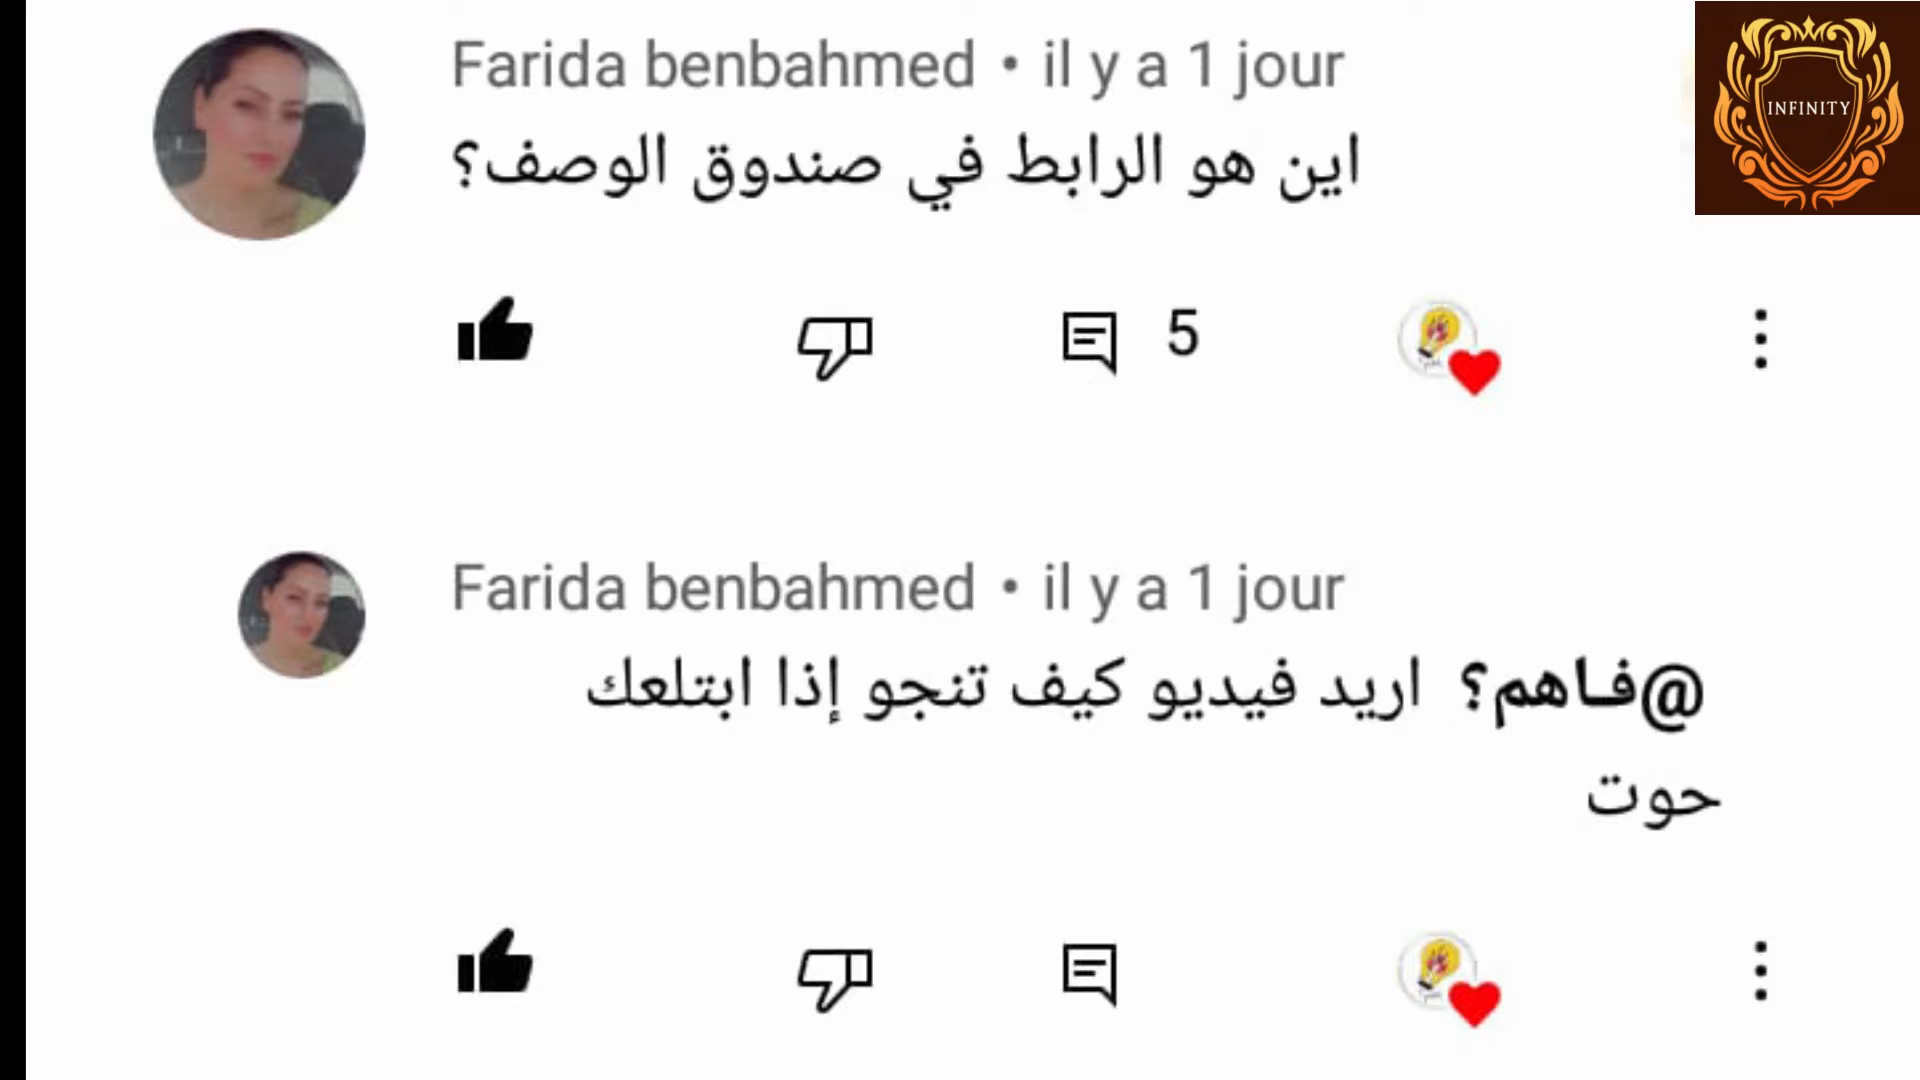 Farida benbahmed • il y a 1 jour
INFINITY
اين هو الرابط في صندوق الوصف؟
5
Farida benbahmed • il y a 1 jour
@فـاهم؟ اريد فيديو كيف تنجو إذا ابتلعك
حوت